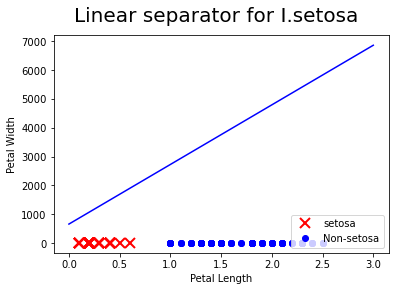 Linear separator for I.setosa
7000
6000
5000
4000
3000
2000
1000
0
Petal Width
setosa
Non-setosa
0.0 0.5 1.0 1.5 2.0 2.5 3.0
Petal Length